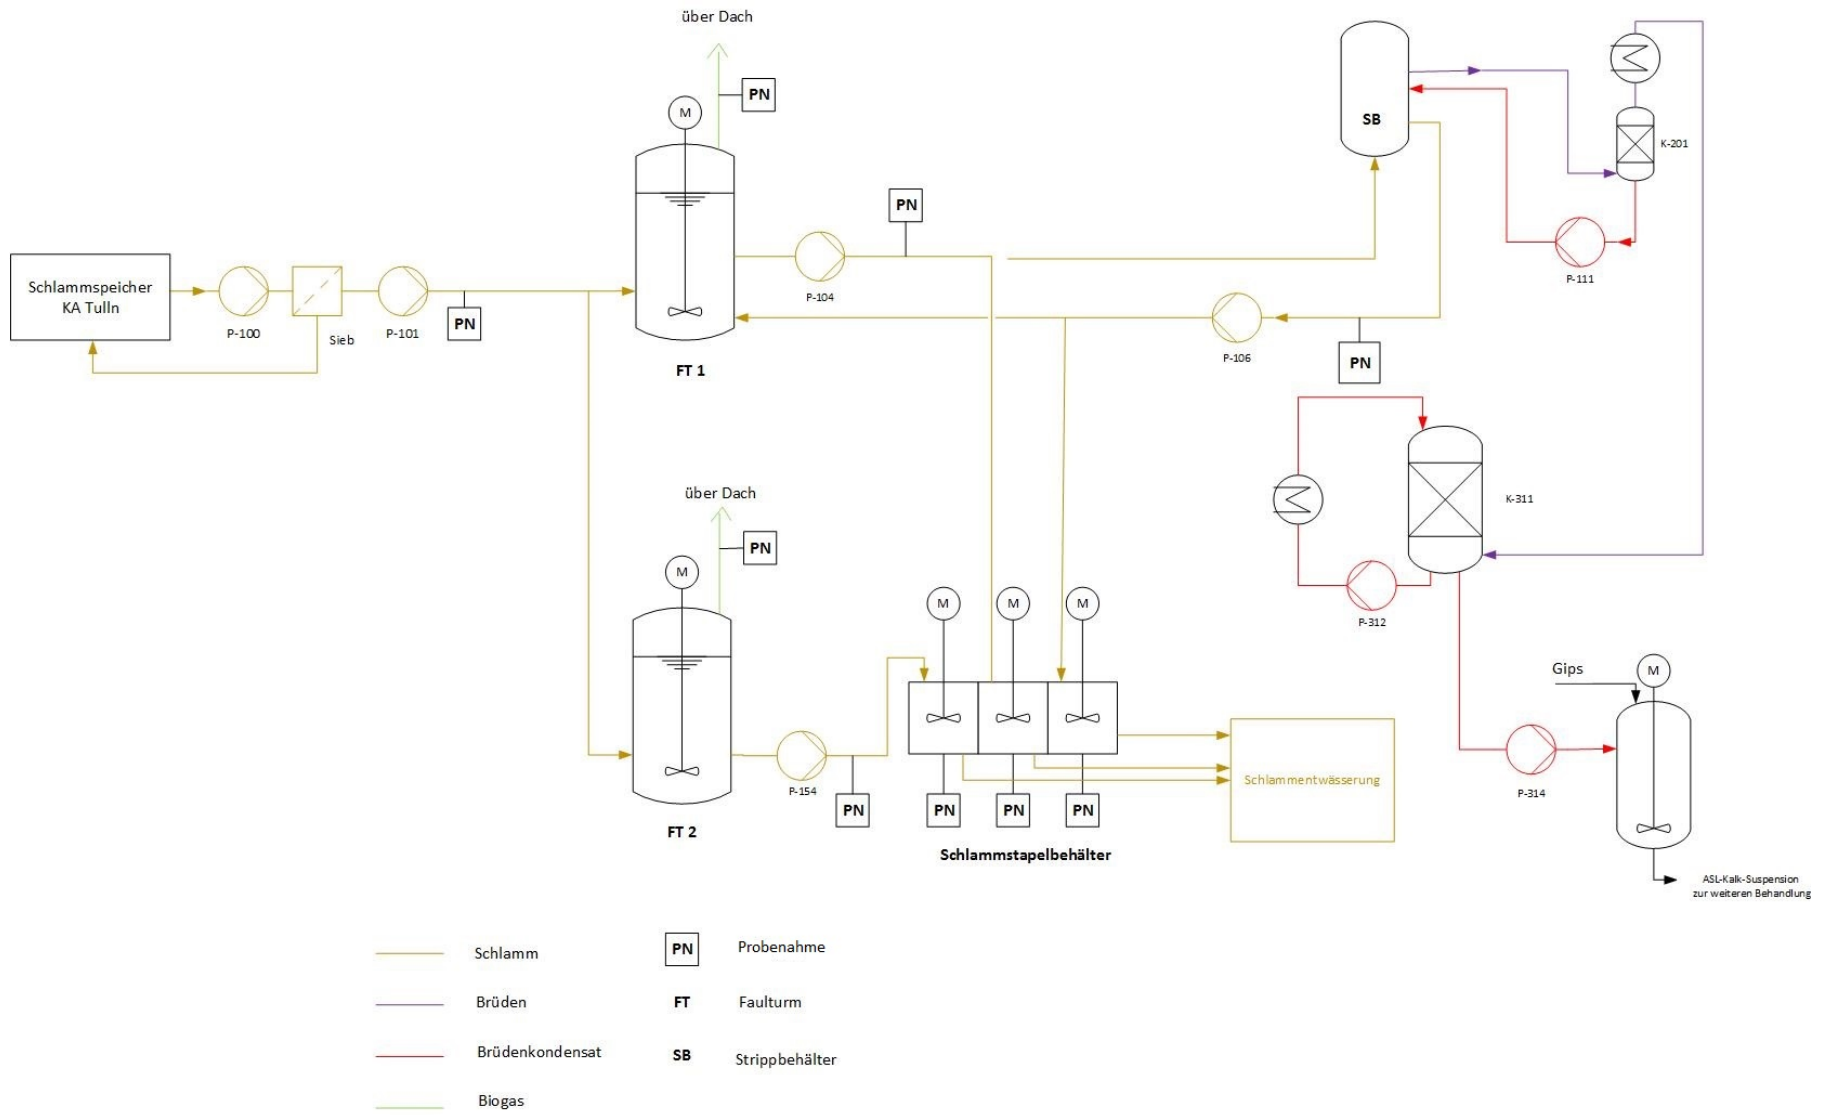 über Dach
PN
M
SB
K-201
PN
P-104
P-111
Schlammspeicher
KA Tulln
P-100
Sieb
P-101
PN
FT 1
P-106
PN
über Dach
PN
M
K-311
P-312
M
M
M
Gips
M
P-154
PN
PN
PN
PN
Schlammentwässerung
P-314
FT 2
Schlammstapelbehälter
ASL-Kalk-Suspension
zur weiteren Behandlung
Schlamm
PN
Probenahme
Brüden
FT
Faulturm
Brüdenkondensat
SB
Strippbehälter
Biogas